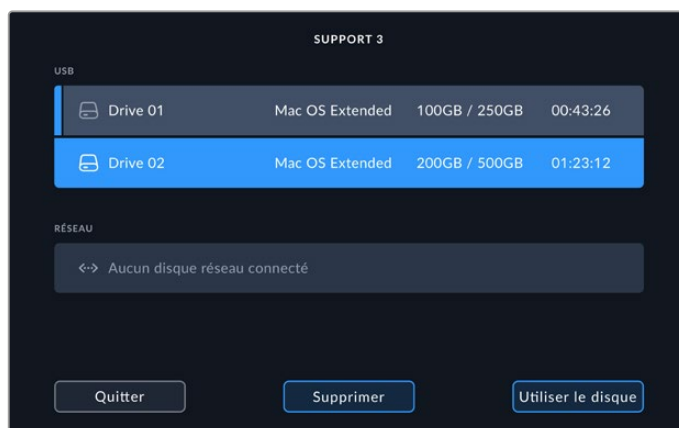 SUPPORT 3
USB
Drive 01 Mac OS Extended 100GB / 250GB 00:43:26
Drive 02 Mac OS Extended 200GB / 500GB 01:23:12
RÉSEAU
Aucun disque réseau connecté
Quitter Supprimer Utiliser le disque